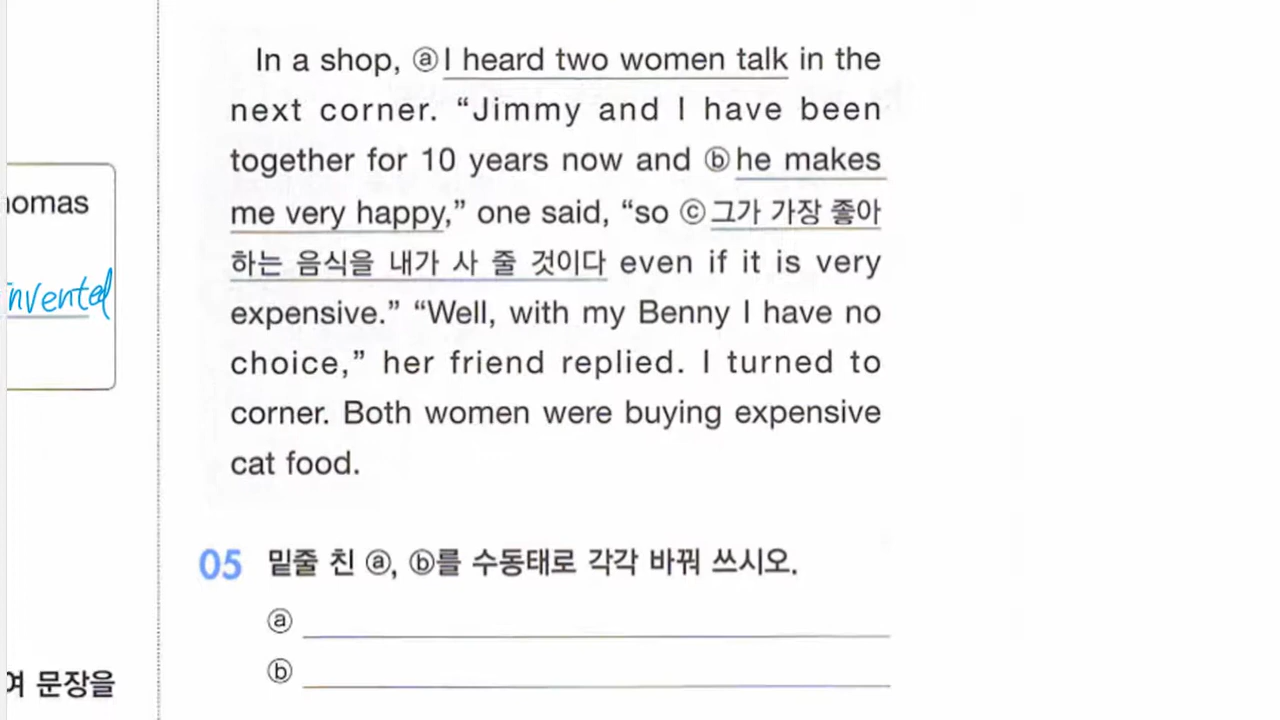 In a shop, ⓐI heard two women talk in the
next corner. “Jimmy and I have been
together for 10 years now and ⓑhe makes
me very happy,” one said, “so ⓒ그가 가장 좋아
하는 음식을 내가 사 줄 것이다 even if it is very
expensive.” “Well, with my Benny I have no
choice,” her friend replied. I turned to
corner. Both women were buying expensive
cat food.
05 밑줄 친 ⓐ, ⓑ를 수동태로 각각 바꿔 쓰시오.
ⓐ
ⓑ
omas
invented
여 문장을